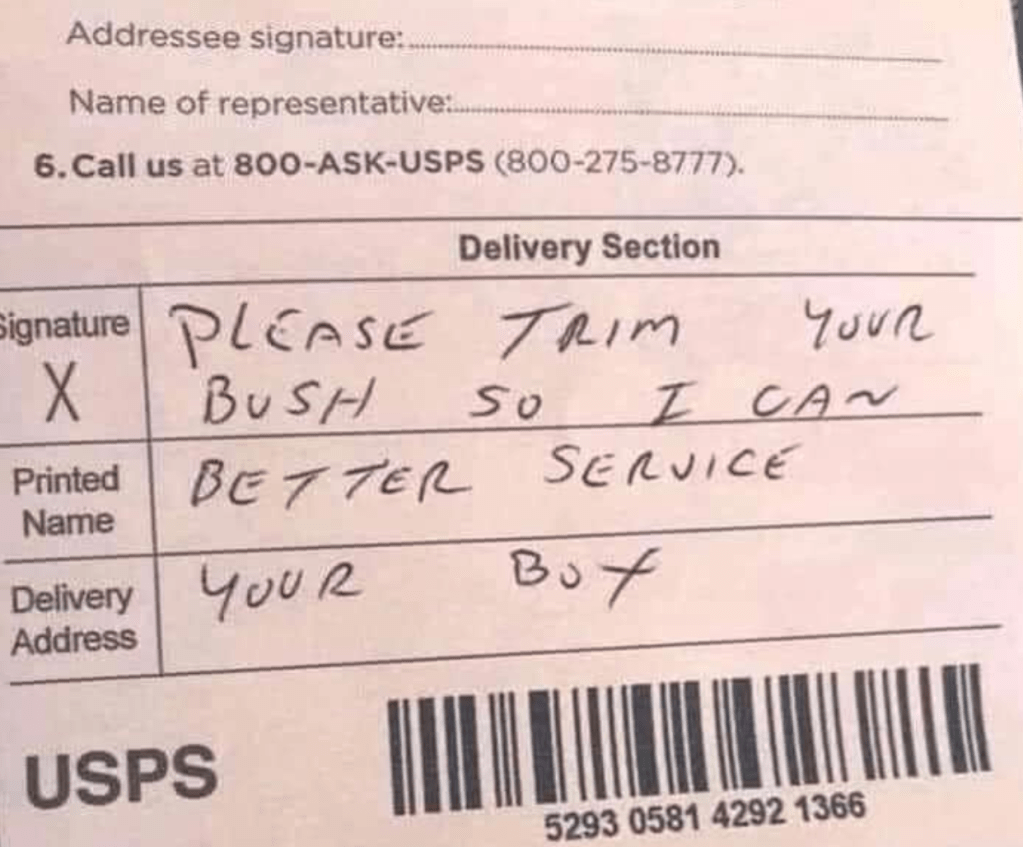 Addressee signature:
Name of representative:
6. Call us at 800-ASK-USPS (800-275-8777).
Delivery Section
Signature
X
PLEASE TRIM YOUR
BUSH SO I CAN
Printed
Name
BETTER SERVICE
Delivery
Address
YOUR BOX
USPS
5293 0581 4292 1366